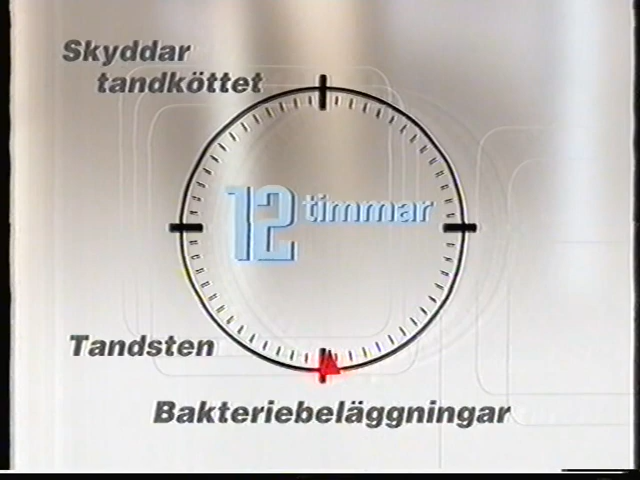 Skyddar
tandköttet
12 timmar
Tandsten
Bakteriebeläggningar